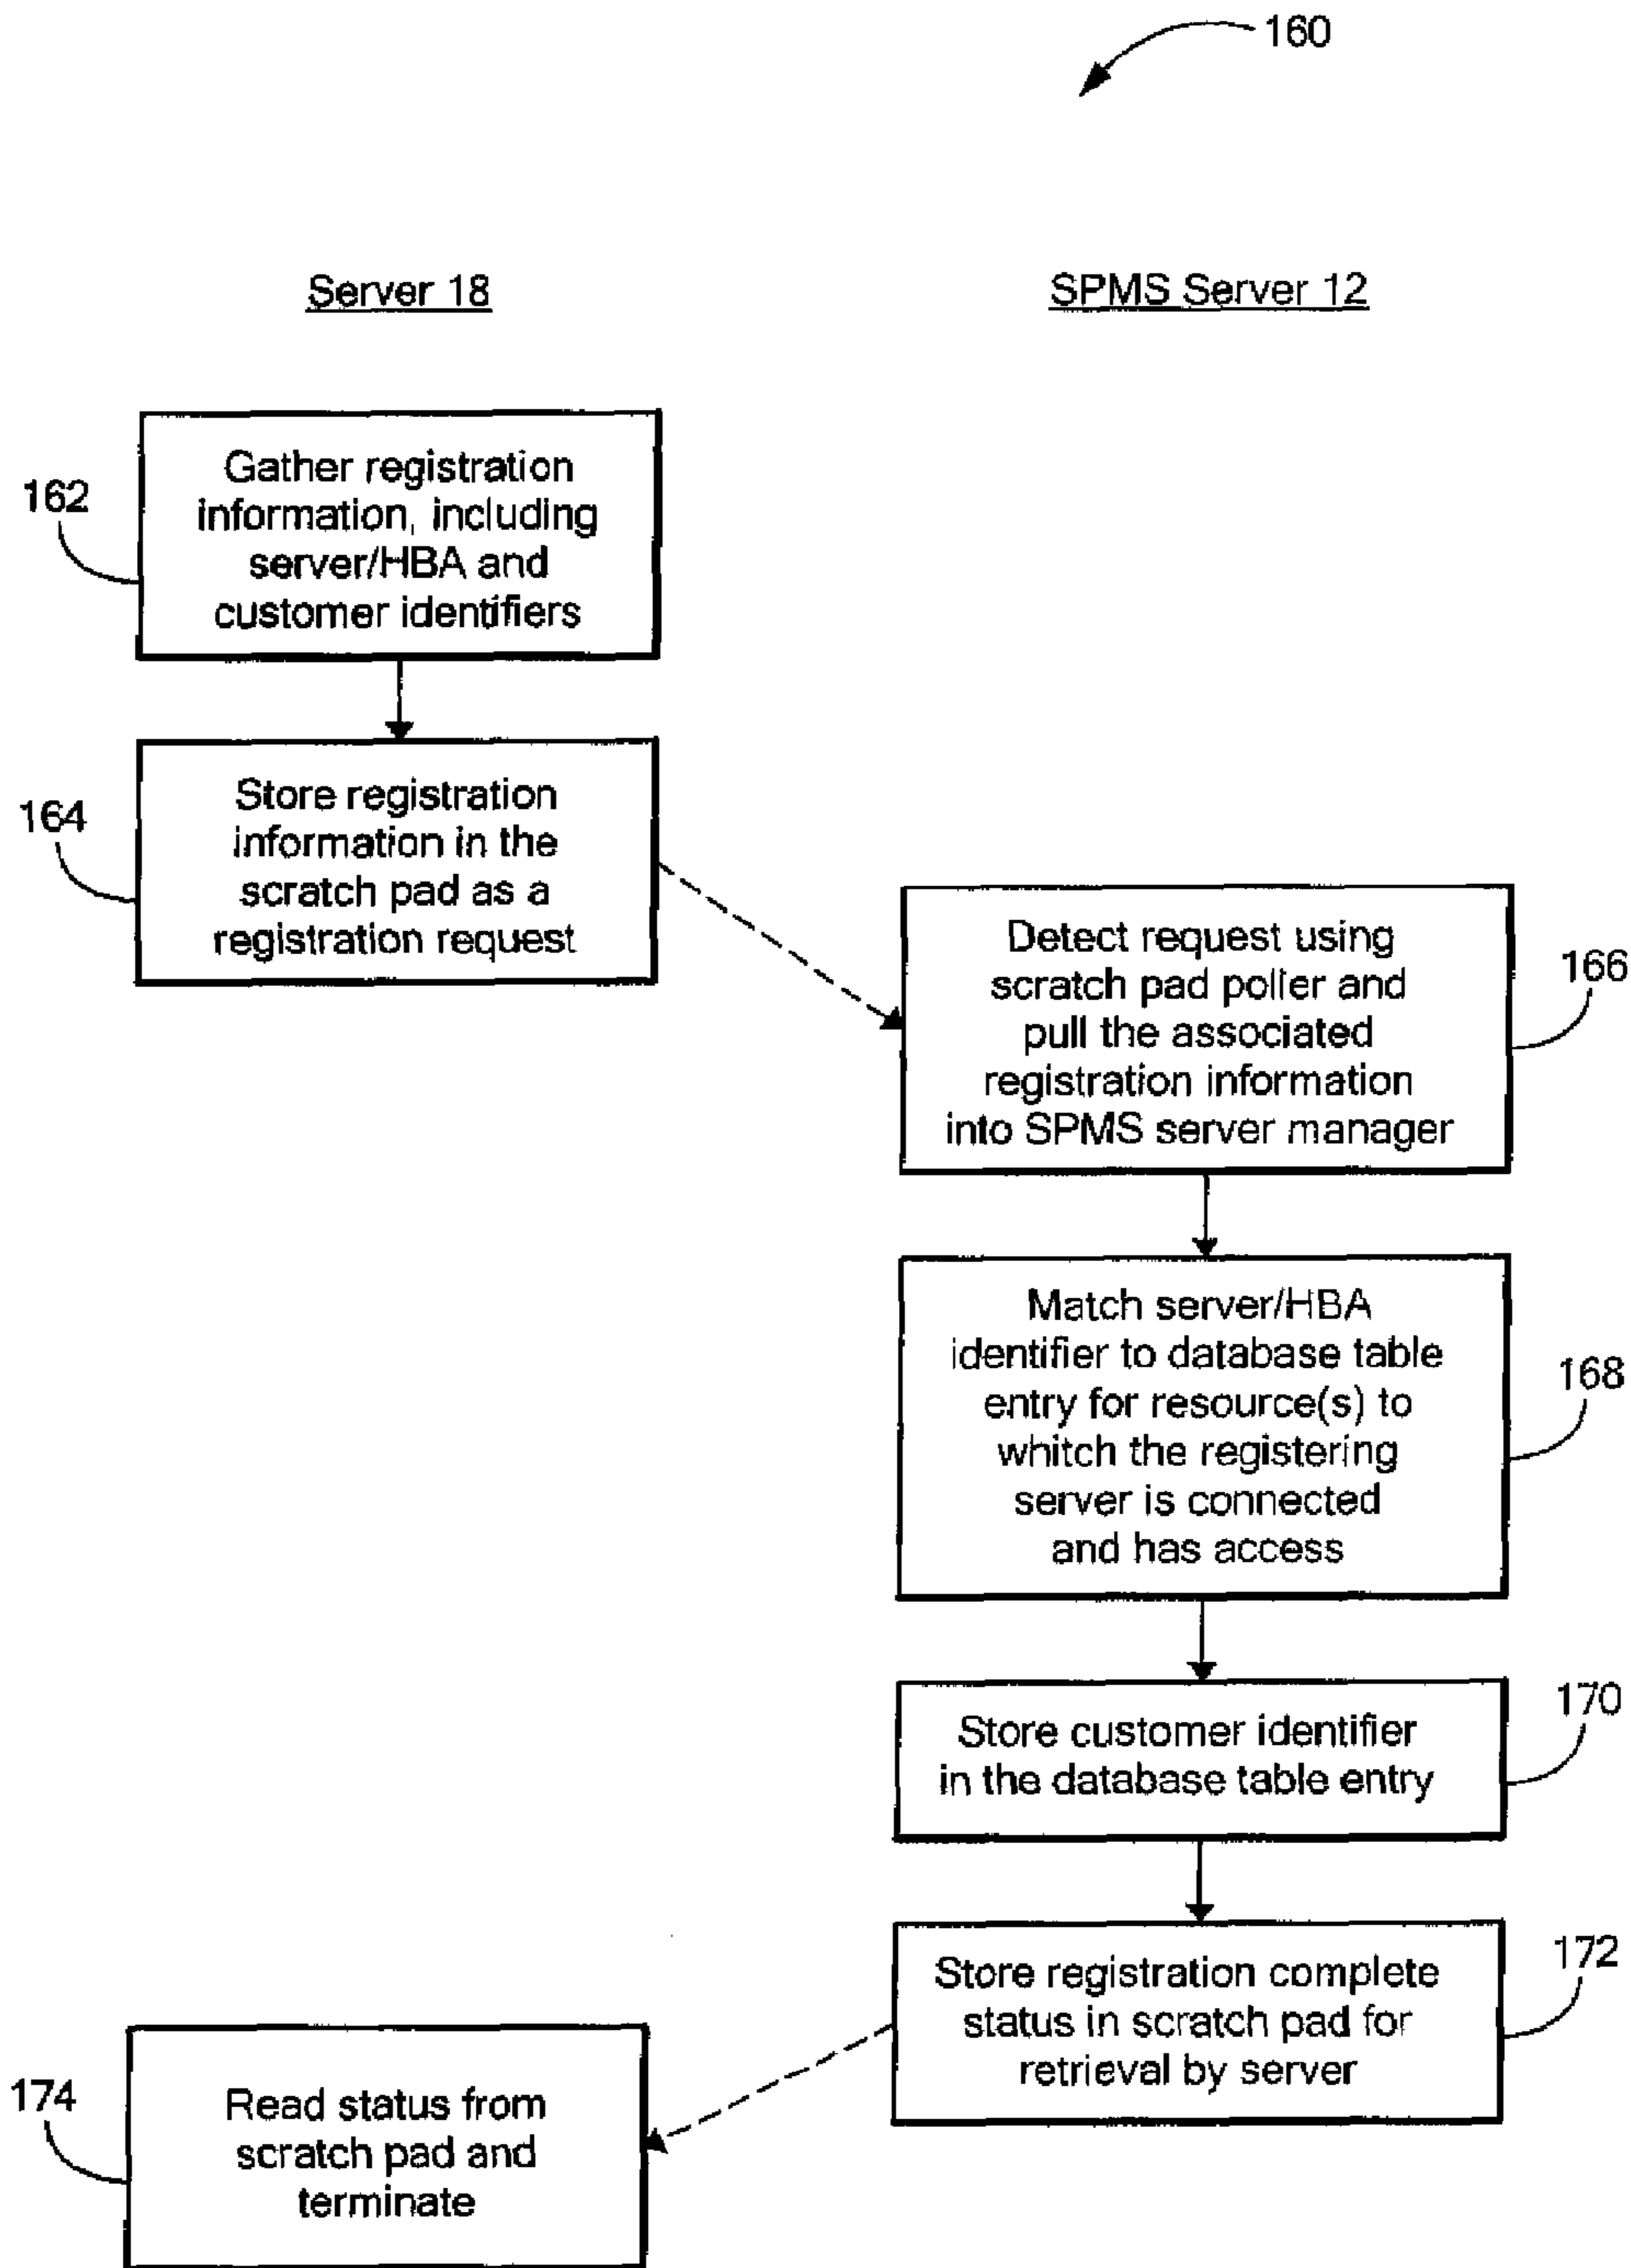 160
Server 18
SPMS Server 12
162
Gather registration
information, including
server/HBA and
customer identifiers
164
Store registration
information in the
scratch pad as a
registration request
166
Detect request using
scratch pad poller and
pull the associated
registration information
into SPMS server manager
168
Match server/HBA
identifier to database table
entry for resource(s) to
whitch the registering
server is connected
and has access
170
Store customer identifier
in the database table entry
172
Store registration complete
status in scratch pad for
retrieval by server
174
Read status from
scratch pad and
terminate